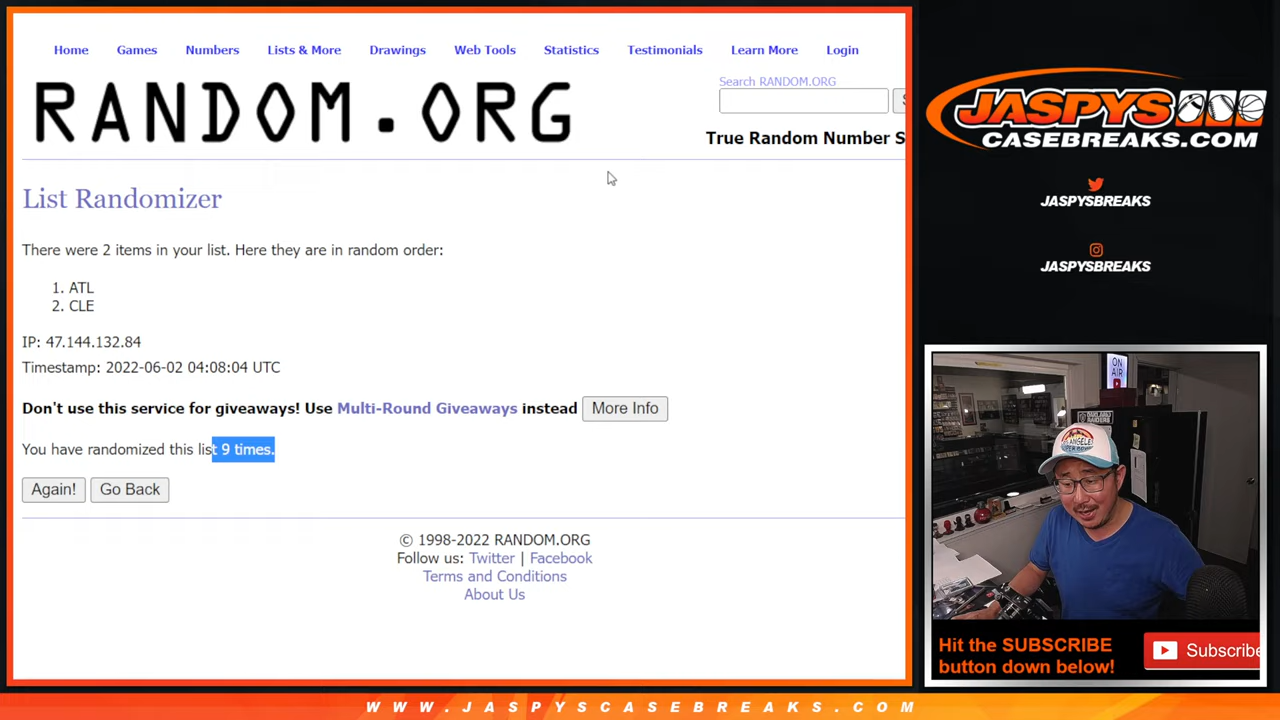 Home Games Numbers Lists & More Drawings Web Tools Statistics Testimonials Learn More Login
RANDOM.ORG
Search RANDOM.ORG
True Random Number S
List Randomizer
There were 2 items in your list. Here they are in random order:
1. ATL
2. CLE
IP: 47.144.132.84
Timestamp: 2022-06-02 04:08:04 UTC
Don't use this service for giveaways! Use Multi-Round Giveaways instead More Info
You have randomized this list 9 times.
Again! Go Back
© 1998-2022 RANDOM.ORG
Follow us: Twitter | Facebook
Terms and Conditions
About Us
JASPYS
CASEBREAKS.COM
JASPYSBREAKS
JASPYSBREAKS
ON
AIR
Hit the SUBSCRIBE
button down below!
Subscribe
WWW.JASPYSCASEBREAKS.COM